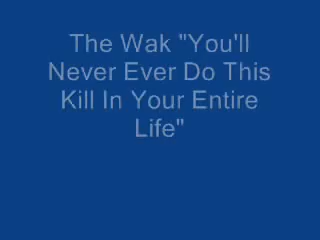 The Wak "You'll
Never Ever Do This
Kill In Your Entire
Life"